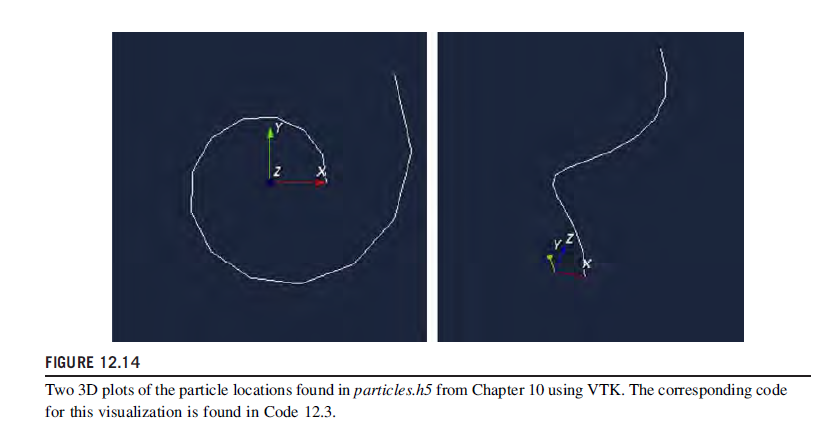 Y
Z
X
Y
Z
X
FIGURE 12.14
Two 3D plots of the particle locations found in particles.h5 from Chapter 10 using VTK. The corresponding code
for this visualization is found in Code 12.3.